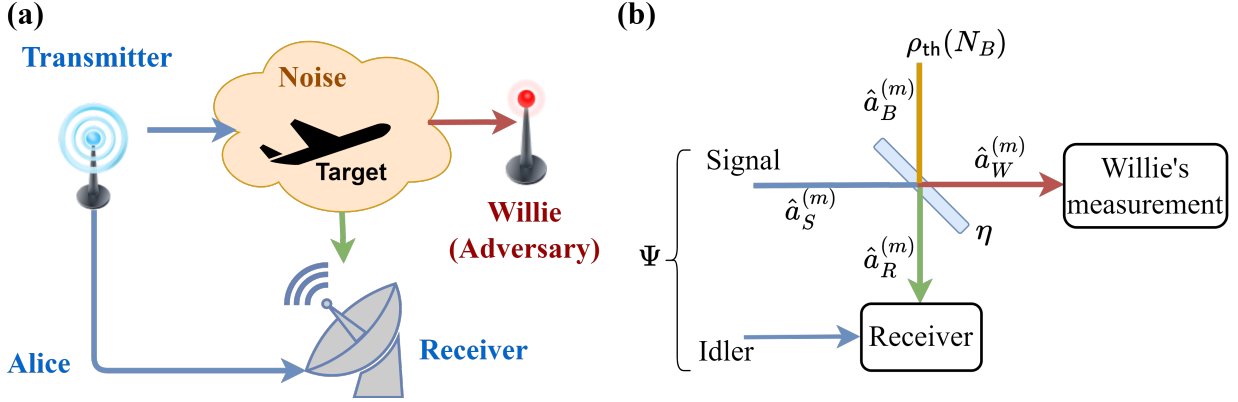 (a)
Transmitter
Noise
Target
Willie
(Adversary)
Alice
Receiver
(b)
ρ_th(N_B)
â_B^(m)
Signal
â_S^(m)
â_W^(m)
Willie's
measurement
η
Ψ
â_R^(m)
Idler
Receiver